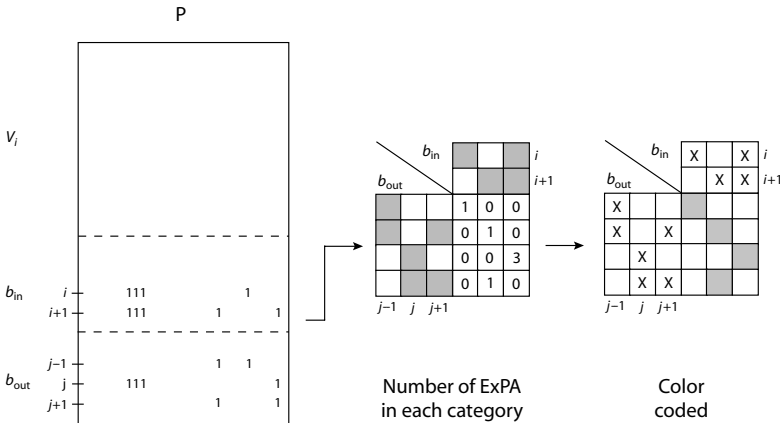 P
V_i
b_in i 111 1
i+1 111 1 1
j−1 1 1
b_out j 111 1
j+1 1 1
b_in i
i+1
b_out
1 0 0
0 1 0
0 0 3
0 1 0
j−1 j j+1
Number of ExPA
in each category
b_in X X i
X X i+1
b_out
X
X X
X
X X
j−1 j j+1
Color
coded